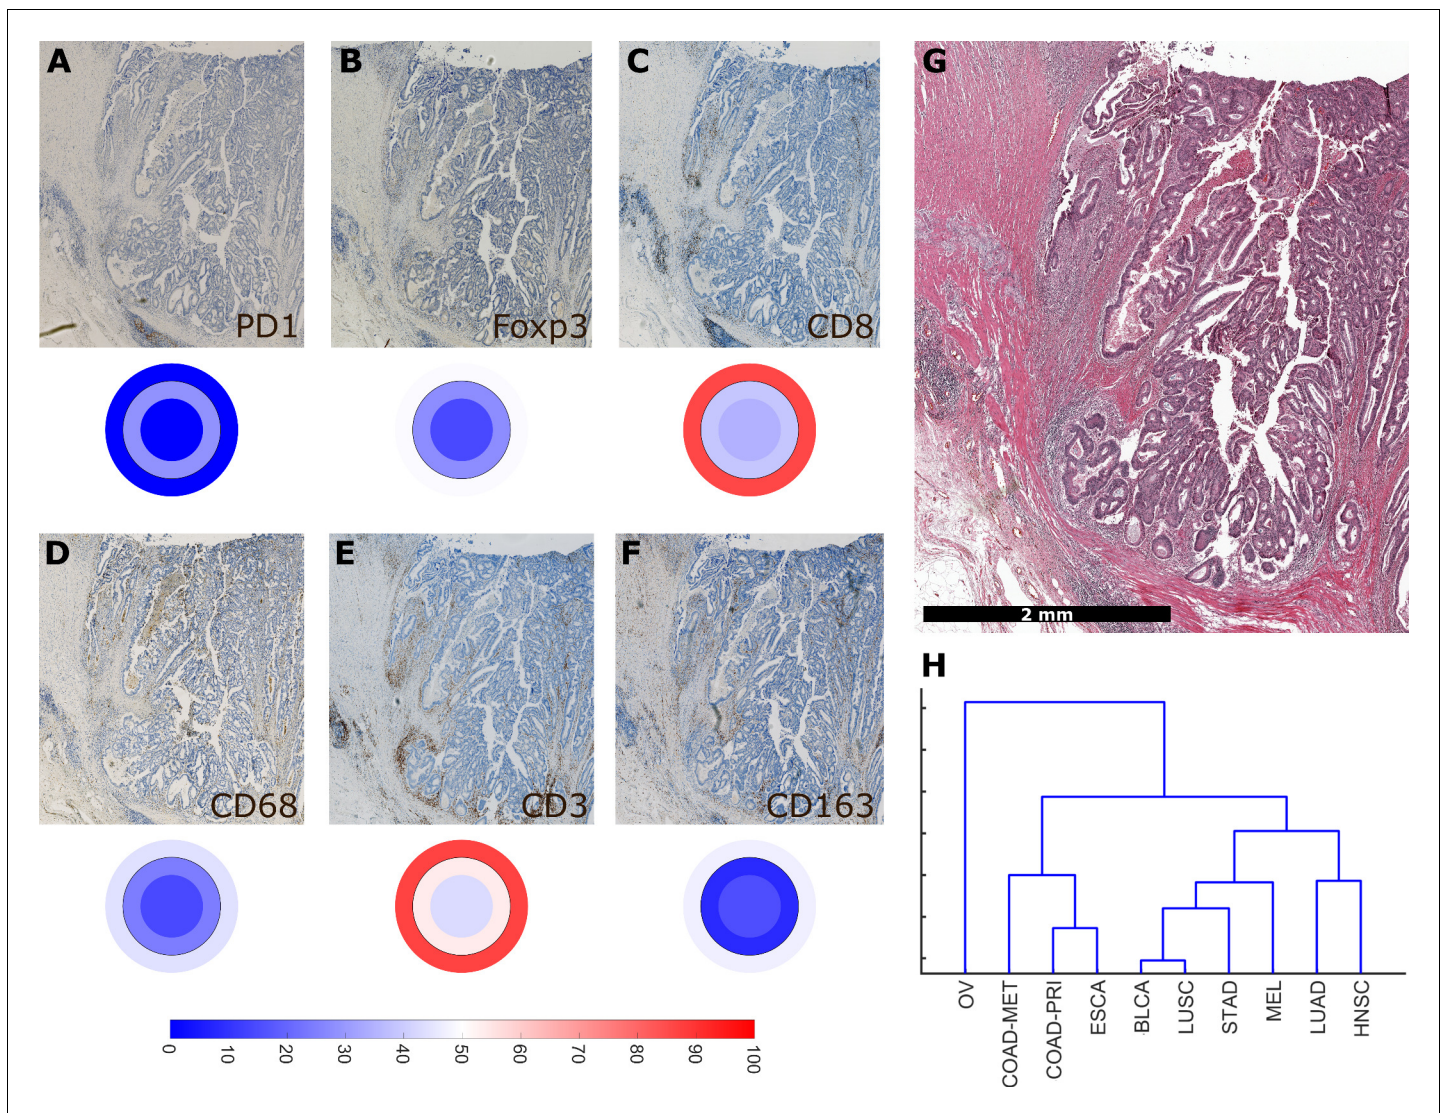 A
B
C
G
PD1
Foxp3
CD8
D
E
F
CD68
CD3
CD163
2 mm
H
0
10
20
30
40
50
60
70
80
90
100
OV
COAD-MET
COAD-PRI
ESCA
BLCA
LUSC
STAD
MEL
LUAD
HNSC